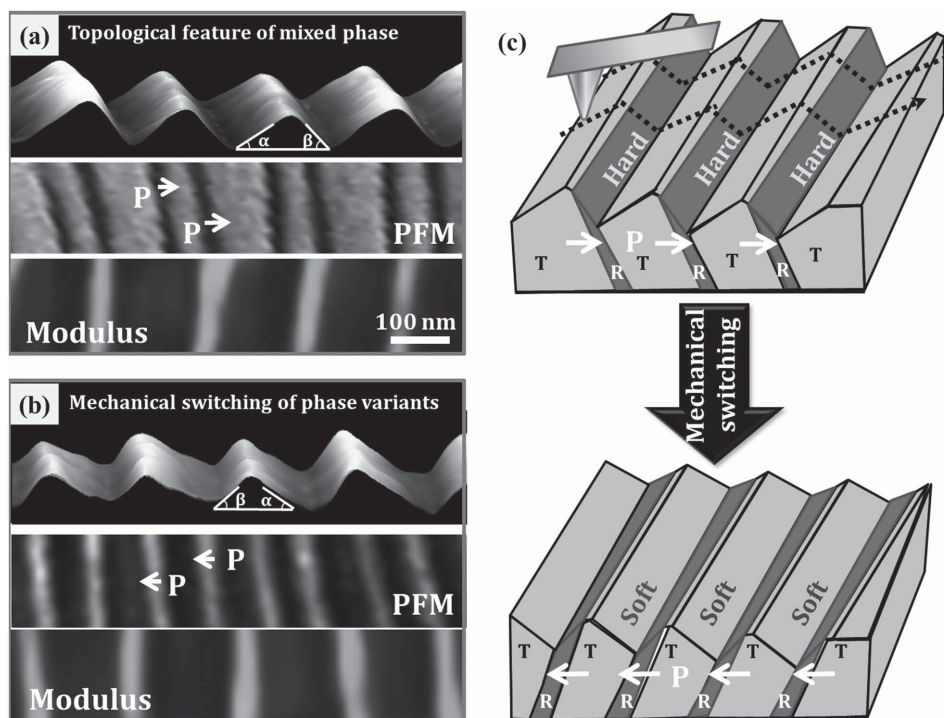 (a) Topological feature of mixed phase
α β
P
P
PFM
Modulus
100 nm
(b) Mechanical switching of phase variants
β α
P
P
PFM
Modulus
(c)
Hard Hard Hard
P
T T T T
R R R
Mechanical
switching
Soft Soft Soft
T T T T T
P
R R R R